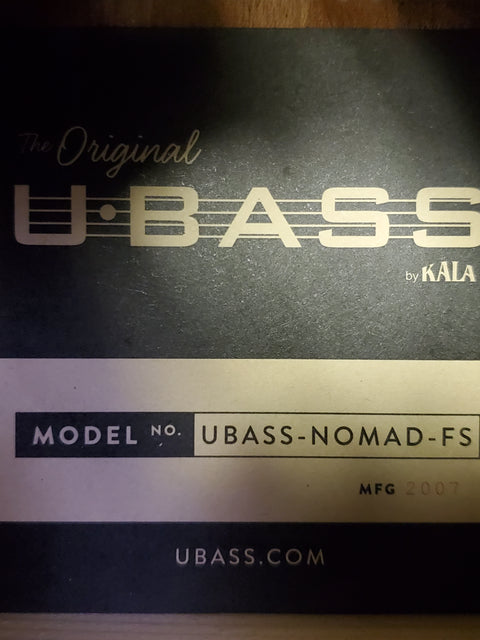 The Original
U•BASS
by KALA
MODEL NO. UBASS-NOMAD-FS
MFG 2007
UBASS.COM